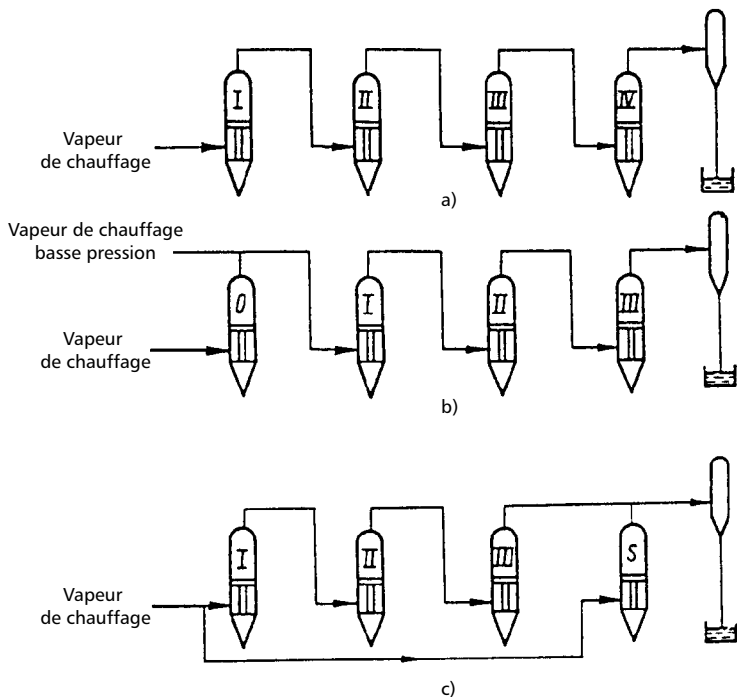 I
II
III
IV
Vapeur
de chauffage
a)
Vapeur de chauffage
basse pression
O
I
II
III
Vapeur
de chauffage
b)
I
II
III
S
Vapeur
de chauffage
c)